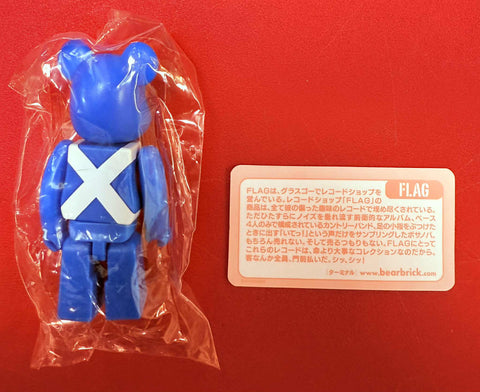 FLAG
FLAGは、グラスゴーでレコードショップを
営んでいる。レコードショップ「FLAG」の
商品は、全て彼の偏った趣味のレコードで埋め尽くされている。
ただひたすらにノイズを垂れ流す前衛的なアルバム、ベース
4人のみで構成されているカントリーバンド、足の小指をぶつけた
ときに出す「いてっ!」という声だけをサンプリングしたボサノバ。
もちろん売れない。そして売るつもりもない。FLAGにとって
これらのレコードは、命より大事なコレクションなのだから、
客なんか全員、門前払いだ。シッ、シッ!
(ターミナル) www.bearbrick.com